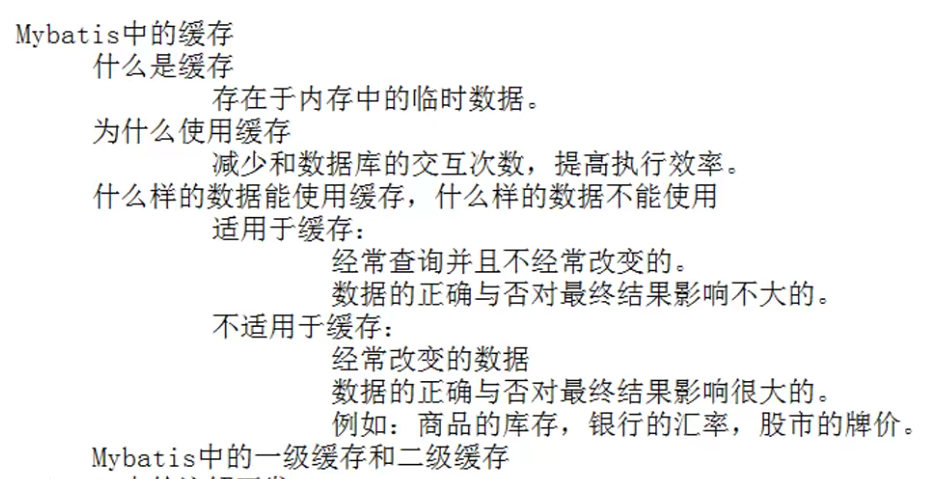 Mybatis中的缓存
什么是缓存
存在于内存中的临时数据。
为什么使用缓存
减少和数据库的交互次数，提高执行效率。
什么样的数据能使用缓存，什么样的数据不能使用
适用于缓存：
经常查询并且不经常改变的。
数据的正确与否对最终结果影响不大的。
不适用于缓存：
经常改变的数据
数据的正确与否对最终结果影响很大的。
例如：商品的库存，银行的汇率，股市的牌价。
Mybatis中的一级缓存和二级缓存